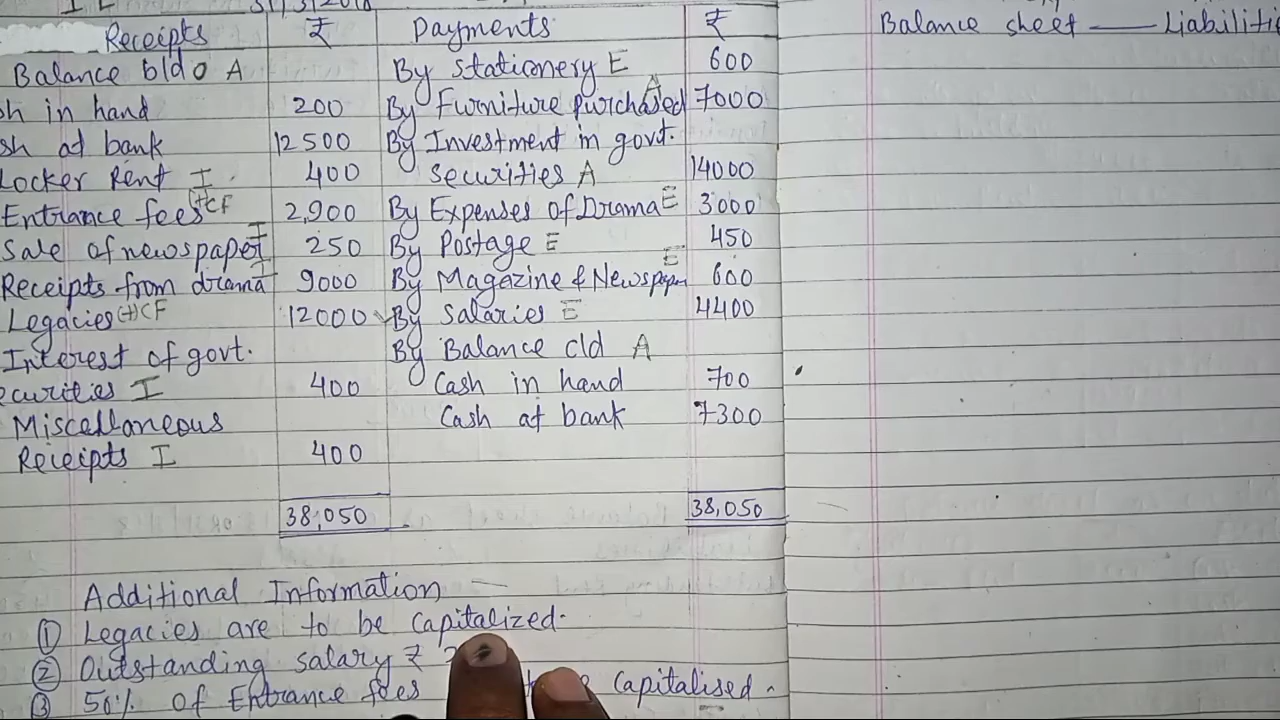 31/3/2018
Receipts ₹ Payments ₹
Balance b/d A By Stationery E 600
in hand 200 By Furniture purchased A 7000
at bank 12500 By Investment in govt.
Locker Rent I 400 Securities A 14000
Entrance fees (+)CF 2,900 By Expenses of Drama E 3000
Sale of newspaper I 250 By Postage E 450
Receipts from drama I 9000 By Magazine & Newspaper E 600
Legacies (+)CF 12000 By Salaries E 4400
Interest of govt. By Balance c/d A
I 400 Cash in hand 700
Miscellaneous Cash at bank 7300
Receipts I 400
38,050 38,050
Additional Information —
① Legacies are to be capitalized.
② Outstanding salary ₹
③ 50% of Entrance fees capitalised.
Balance sheet —